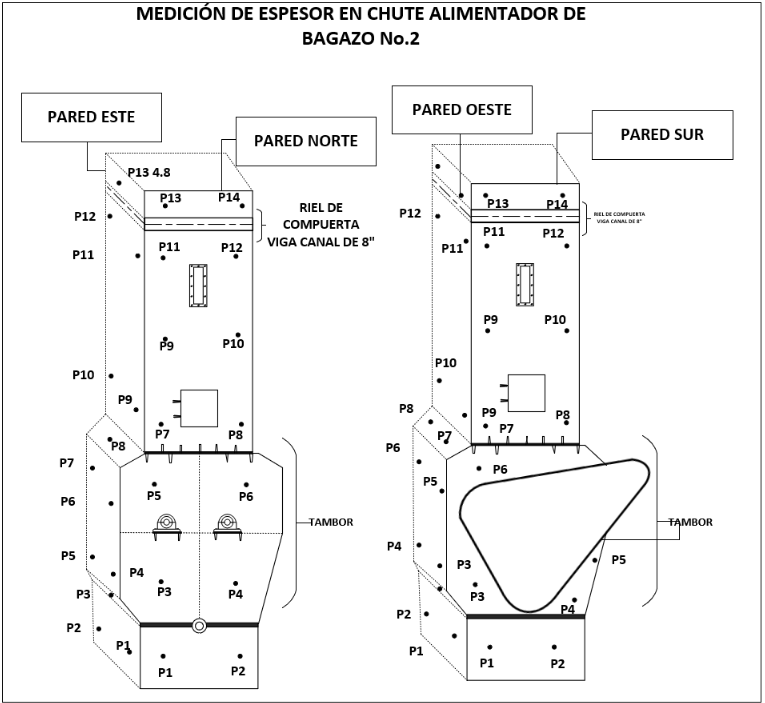 MEDICIÓN DE ESPESOR EN CHUTE ALIMENTADOR DE
BAGAZO No.2
PARED ESTE
PARED NORTE
P13 4.8
P13
P14
P12
RIEL DE
COMPUERTA
VIGA CANAL DE 8"
P11
P11
P12
P9
P10
P10
P9
P7
P8
P8
P7
P5
P6
P6
TAMBOR
P5
P4
P3
P4
P3
P2
P1
P1
P2
PARED OESTE
PARED SUR
P13
P14
P12
RIEL DE COMPUERTA
VIGA CANAL DE 8"
P11
P12
P11
P9
P10
P10
P8
P9
P8
P7
P7
P6
P6
P5
TAMBOR
P4
P3
P5
P3
P4
P2
P1
P1
P2